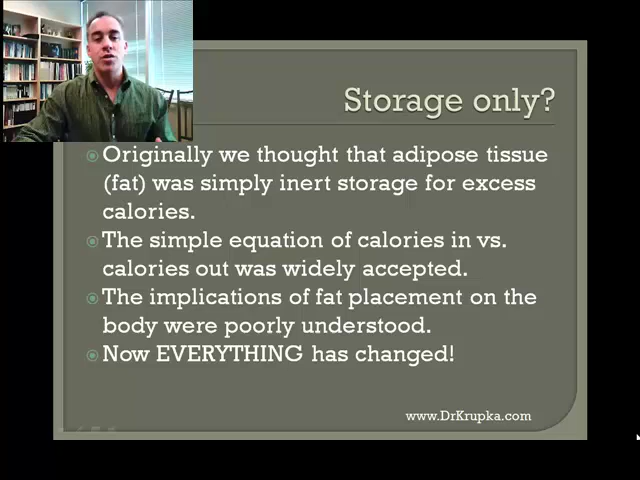 Storage only?
Originally we thought that adipose tissue
(fat) was simply inert storage for excess
calories.
The simple equation of calories in vs.
calories out was widely accepted.
The implications of fat placement on the
body were poorly understood.
Now EVERYTHING has changed!
www.DrKrupka.com